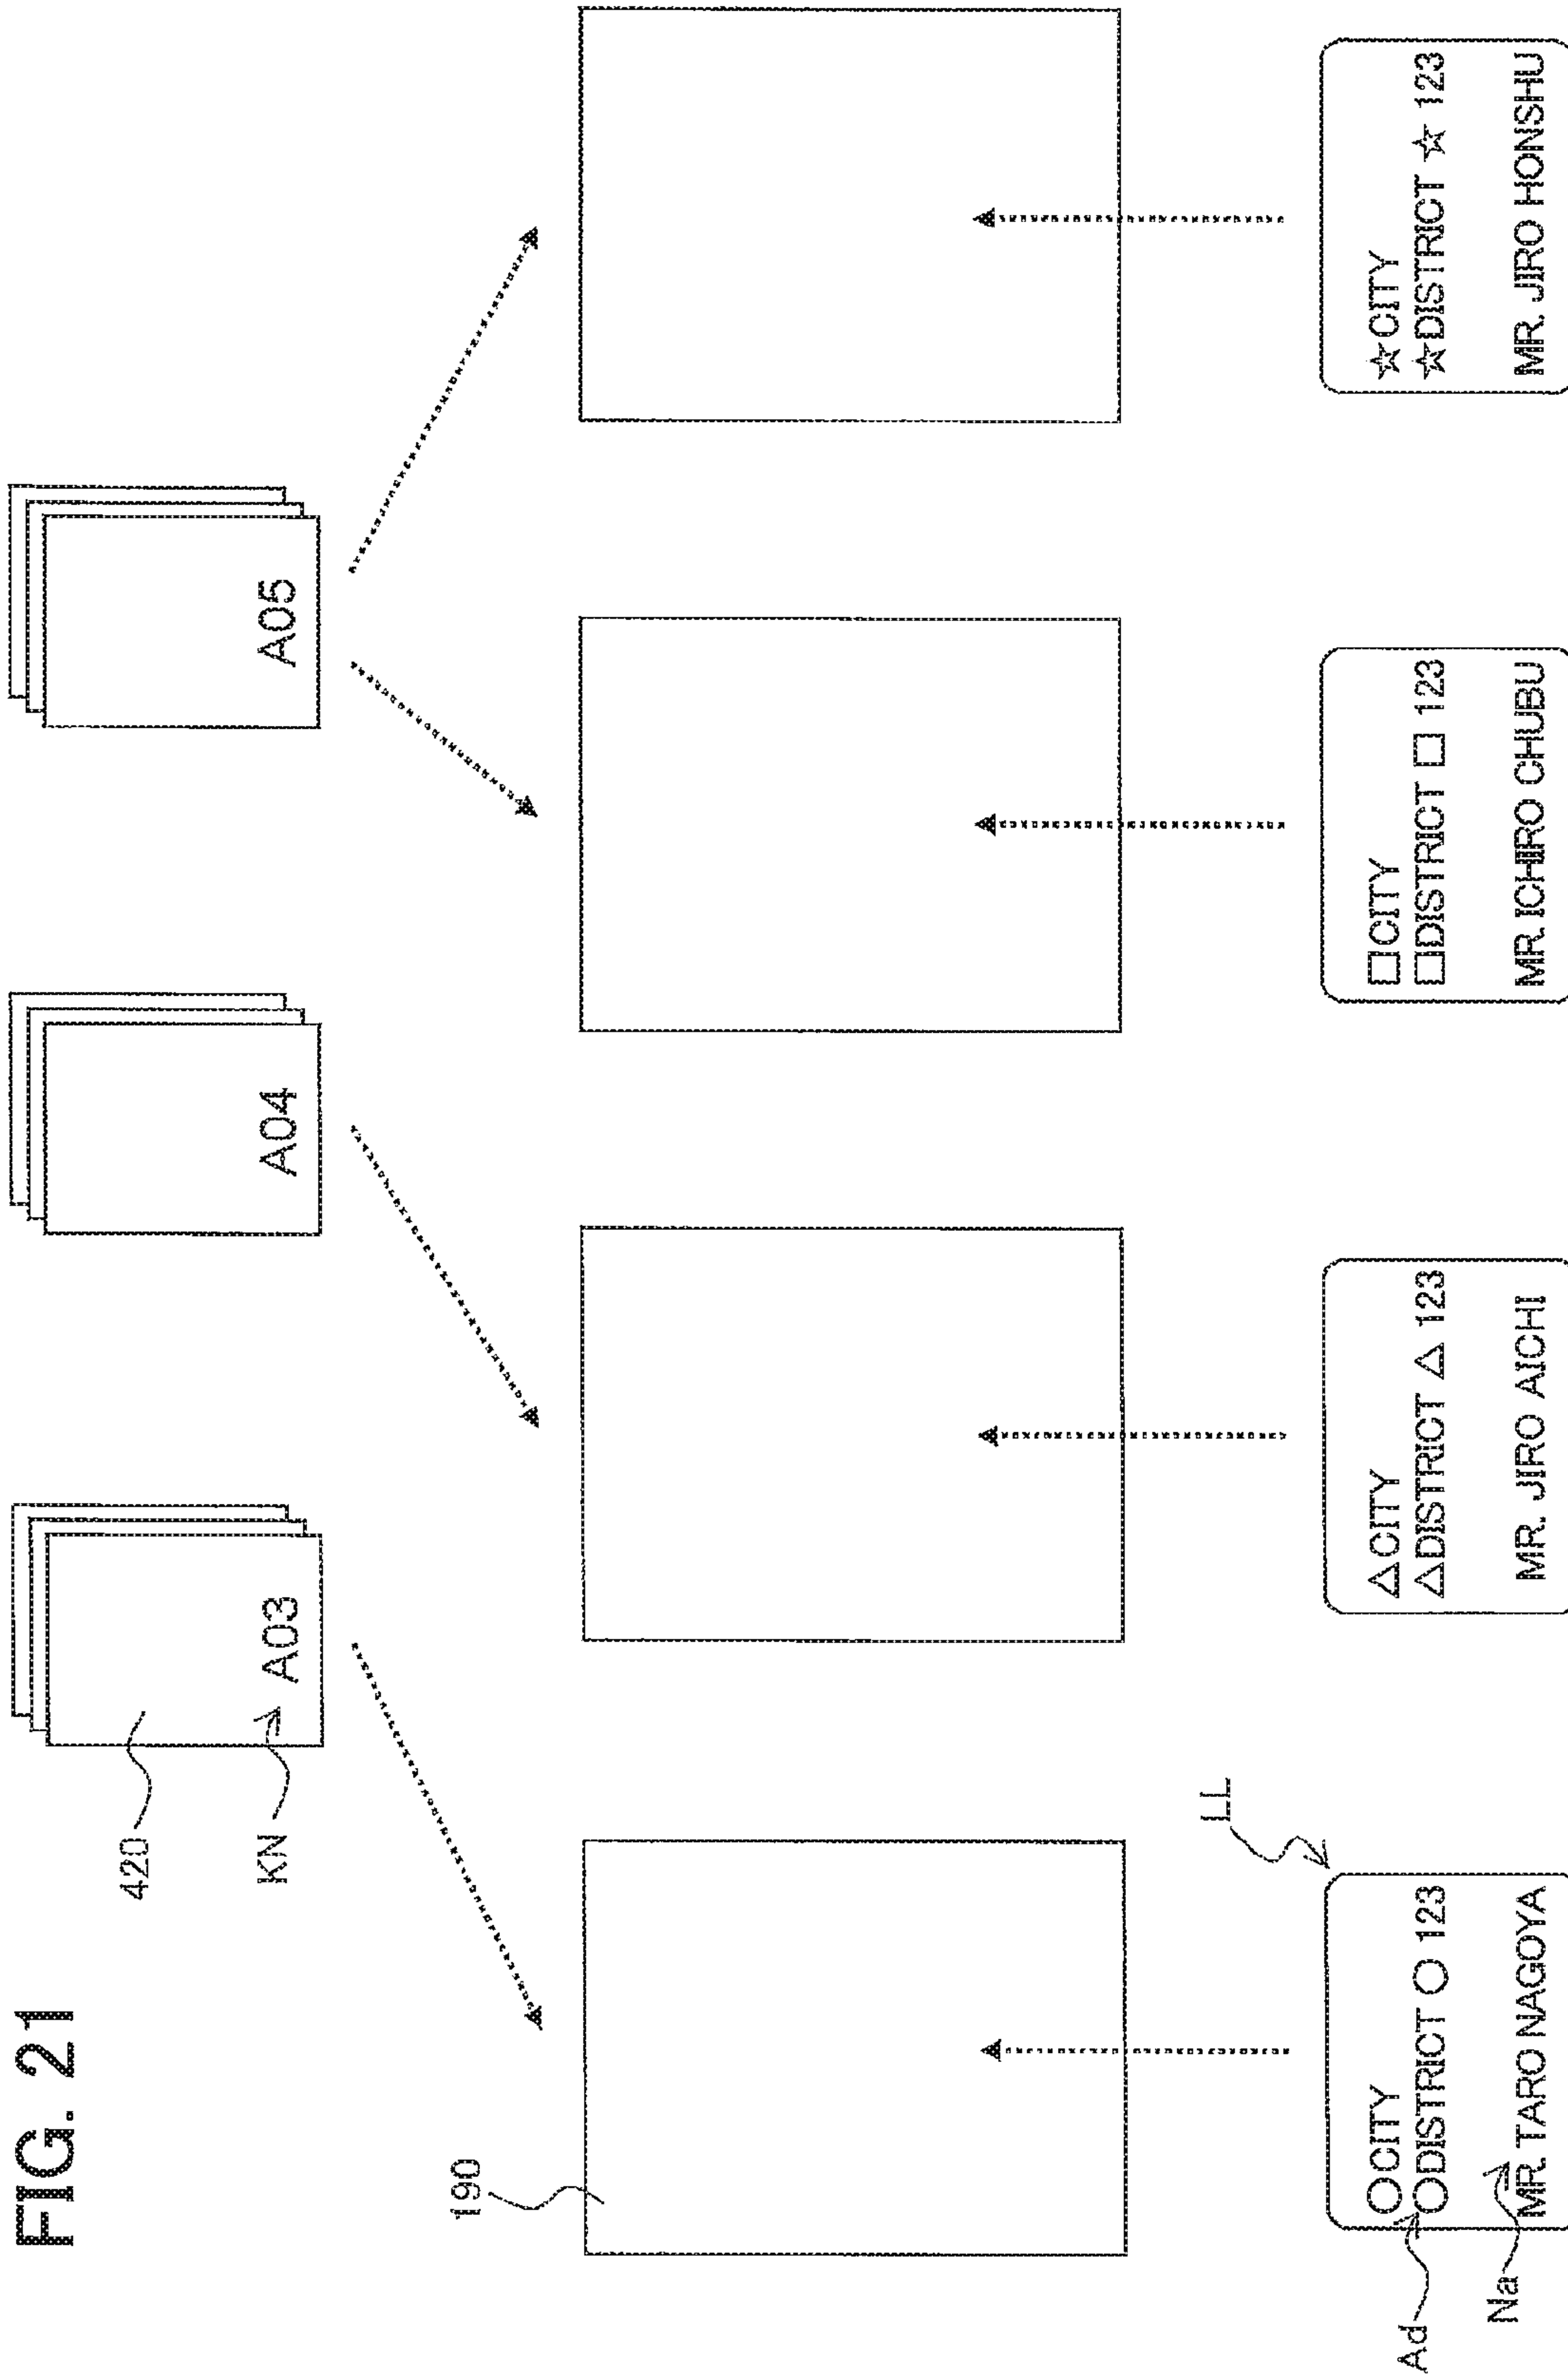 FIG. 21
420
KN
A03
A04
A05
190
LL
Ad
Na
○CITY
○DISTRICT ○ 123
MR. TARO NAGOYA
△CITY
△DISTRICT △ 123
MR. JIRO AICHI
□CITY
□DISTRICT □ 123
MR. ICHIRO CHUBU
☆CITY
☆DISTRICT ☆ 123
MR. JIRO HONSHU